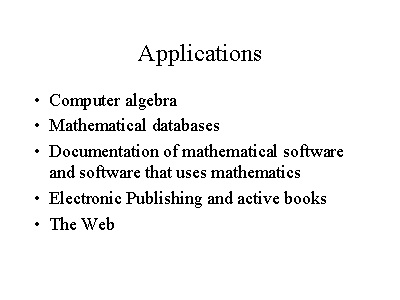 Applications
• Computer algebra
• Mathematical databases
• Documentation of mathematical software
and software that uses mathematics
• Electronic Publishing and active books
• The Web